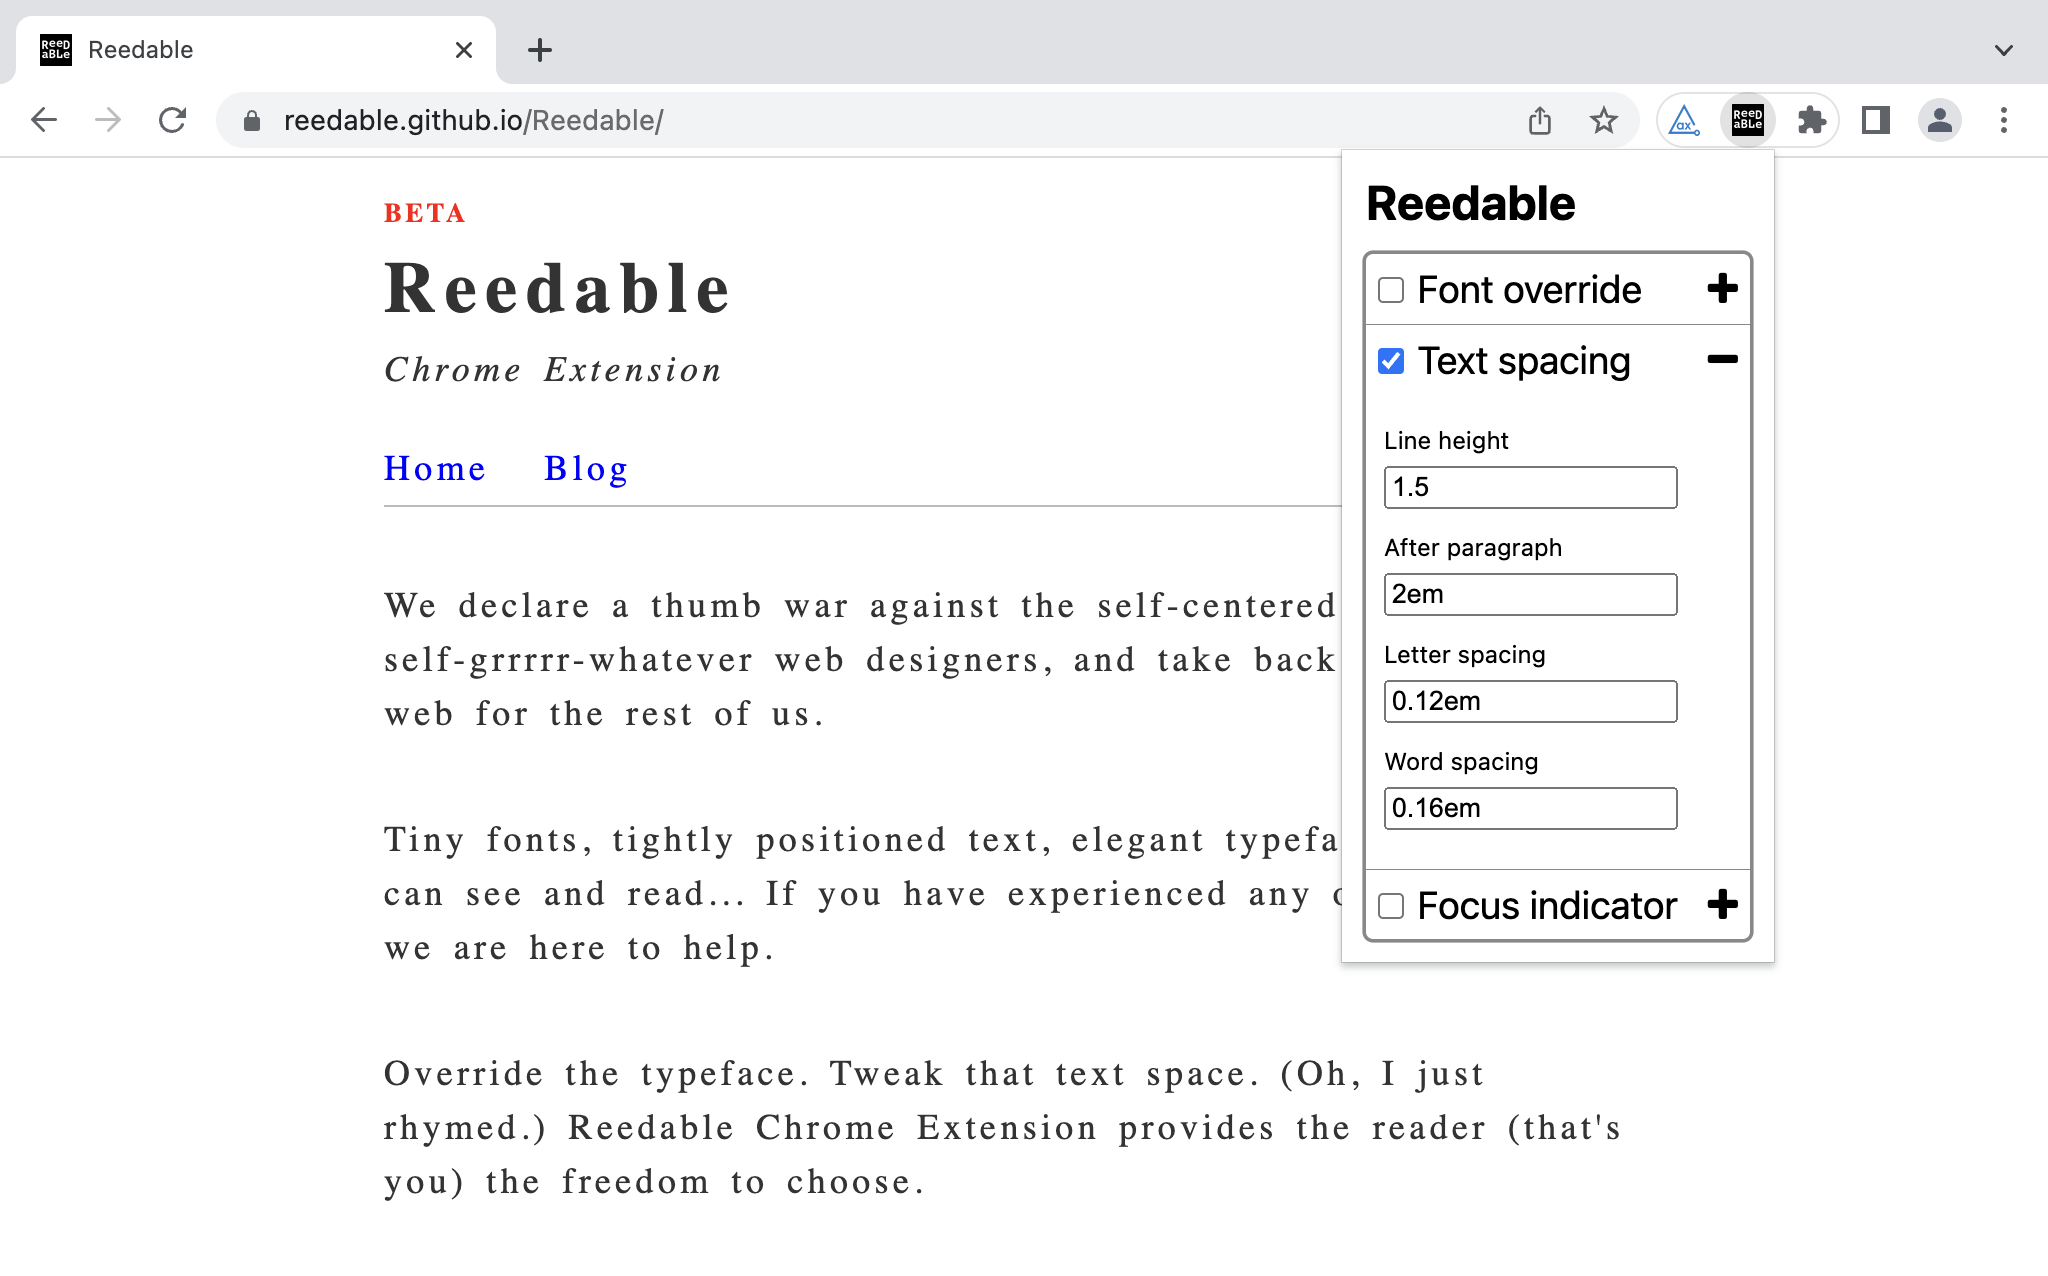 ReeD
aBLe
Reedable
reedable.github.io/Reedable/
ax
ReeD
aBLe
BETA
Reedable
Chrome Extension
Home Blog
We declare a thumb war against the self-centered
self-grrrrr-whatever web designers, and take back
web for the rest of us.
Tiny fonts, tightly positioned text, elegant typefa
can see and read... If you have experienced any
we are here to help.
Override the typeface. Tweak that text space. (Oh, I just
rhymed.) Reedable Chrome Extension provides the reader (that's
you) the freedom to choose.
Reedable
Font override
Text spacing
Line height
1.5
After paragraph
2em
Letter spacing
0.12em
Word spacing
0.16em
Focus indicator